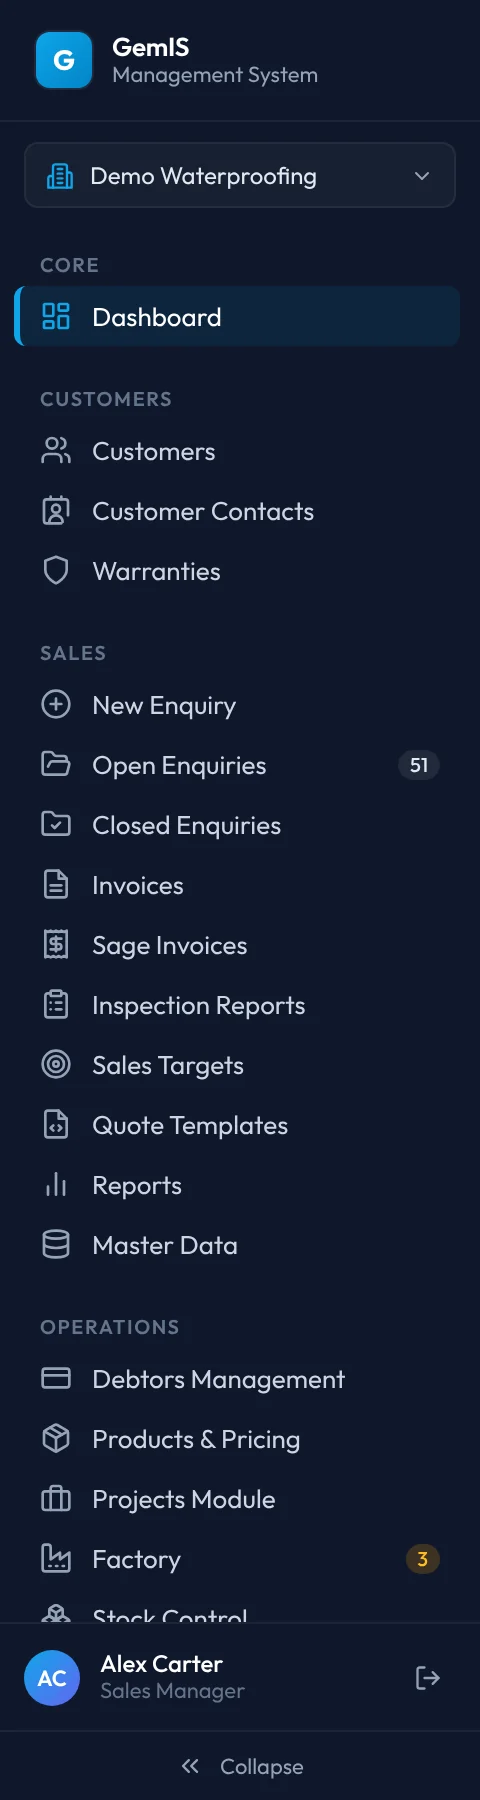 G
GemIS
Management System
Demo Waterproofing
CORE
Dashboard
CUSTOMERS
Customers
Customer Contacts
Warranties
SALES
New Enquiry
Open Enquiries 51
Closed Enquiries
Invoices
Sage Invoices
Inspection Reports
Sales Targets
Quote Templates
Reports
Master Data
OPERATIONS
Debtors Management
Products & Pricing
Projects Module
Factory 3
Stock Control
AC
Alex Carter
Sales Manager
Collapse